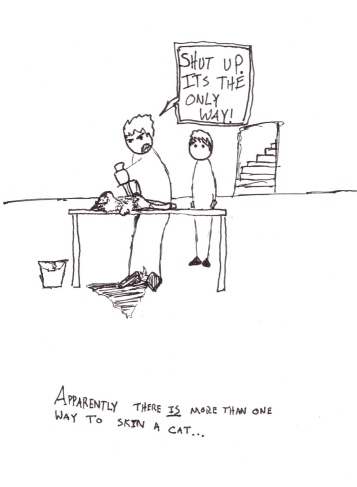 SHUT UP.
ITS THE
ONLY
WAY!
APPARENTLY THERE IS MORE THAN ONE
WAY TO SKIN A CAT...